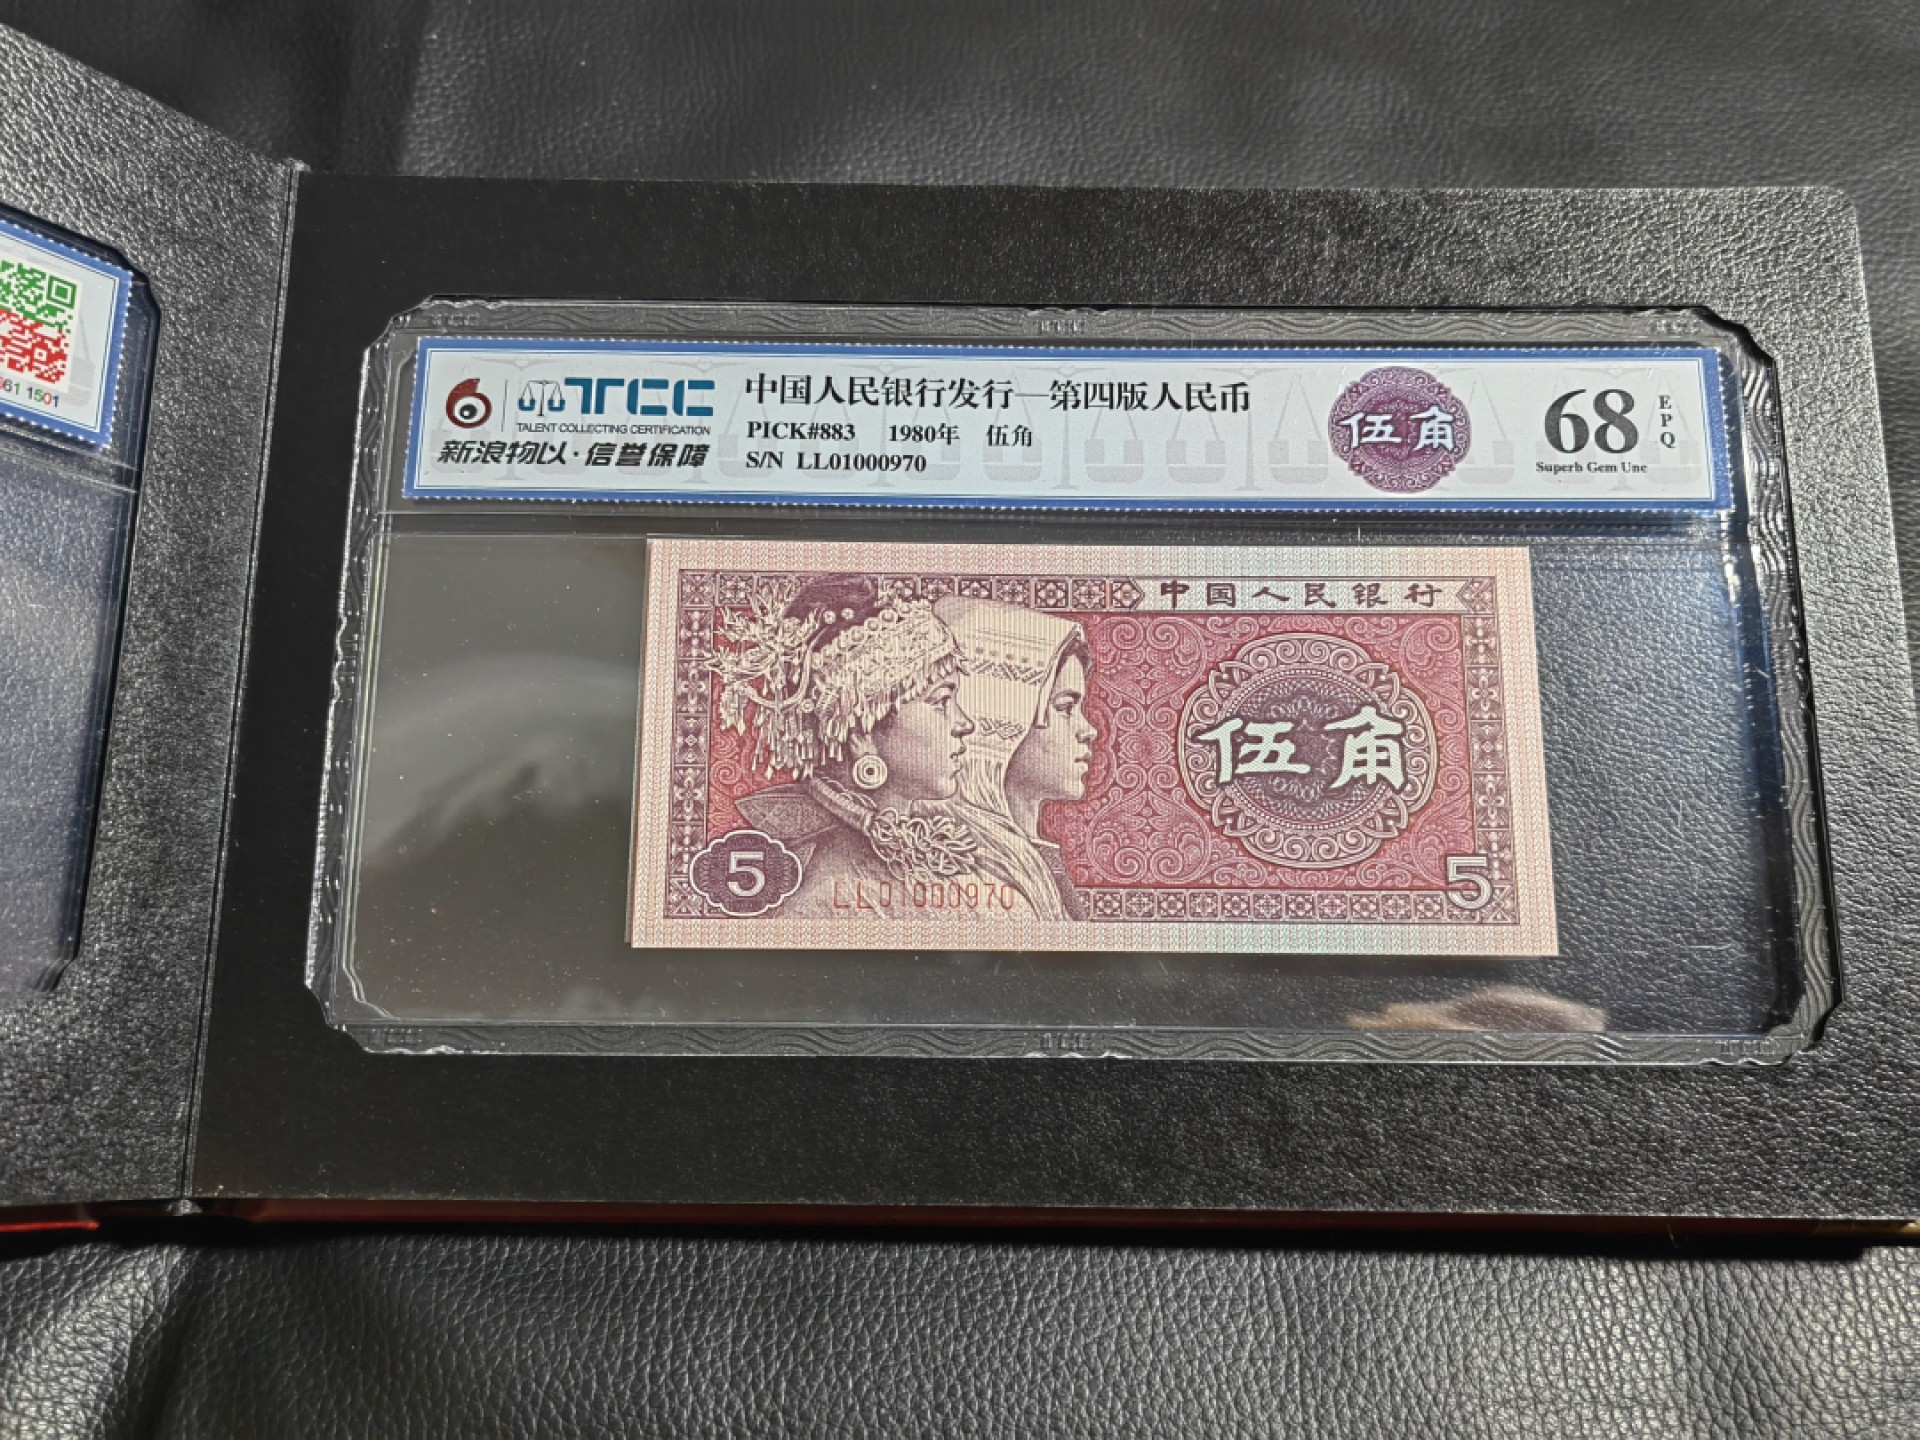 61 1501
TCC
TALENT COLLECTING CERTIFICATION
新浪物以·信誉保障
中国人民银行发行—第四版人民币
PICK#883 1980年 伍角
S/N LL01000970
伍角
68
EPQ
Superb Gem Unc
中国人民银行
伍角
5
LL01000970
5